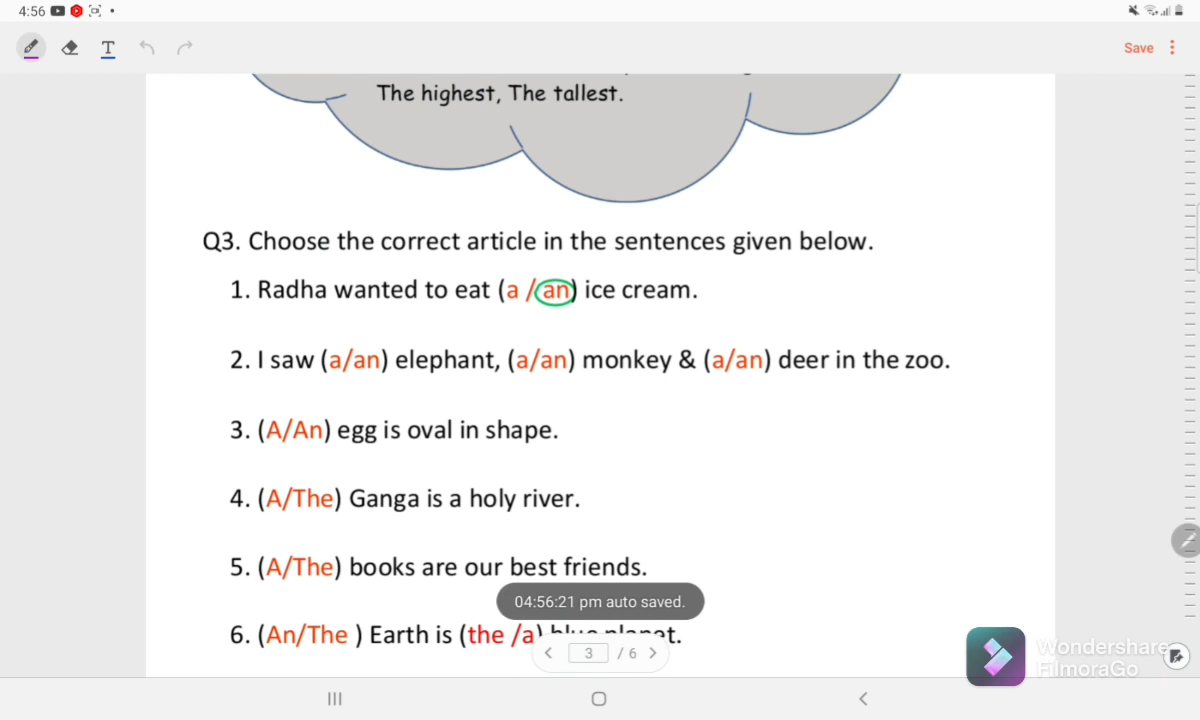 4:56
T
Save
The highest, The tallest.
Q3. Choose the correct article in the sentences given below.
1. Radha wanted to eat (a /an) ice cream.
2. I saw (a/an) elephant, (a/an) monkey & (a/an) deer in the zoo.
3. (A/An) egg is oval in shape.
4. (A/The) Ganga is a holy river.
5. (A/The) books are our best friends.
04:56:21 pm auto saved.
6. (An/The ) Earth is (the /a) blue planet.
3 / 6
Wondershare
FilmoraGo